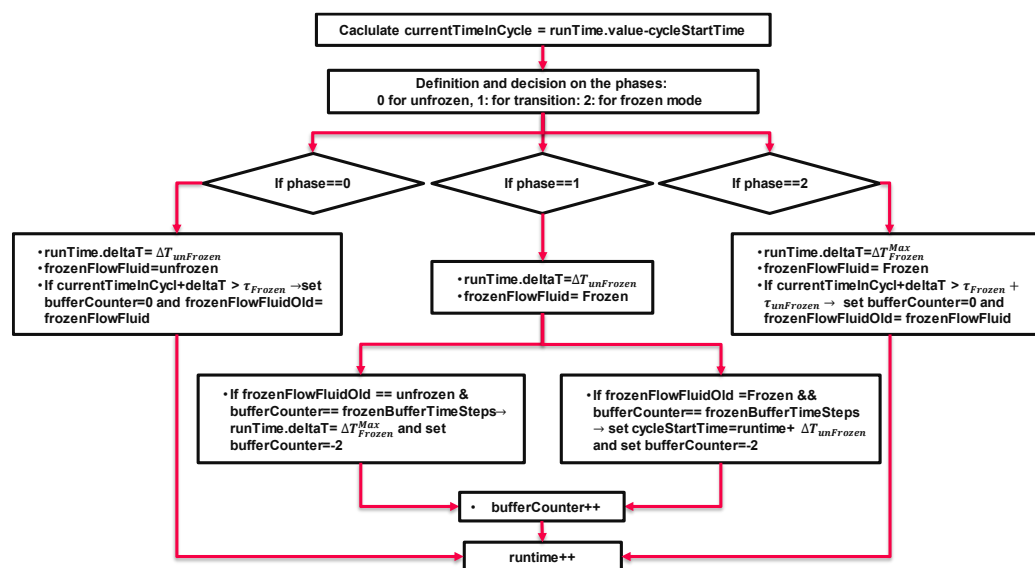 Caclulate currentTimeInCycle = runTime.value-cycleStartTime
Definition and decision on the phases:
0 for unfrozen, 1: for transition: 2: for frozen mode
If phase==0
If phase==1
If phase==2
•runTime.deltaT= ΔT_unFrozen
•frozenFlowFluid=unfrozen
•If currentTimeInCycl+deltaT > τ_Frozen →set
bufferCounter=0 and frozenFlowFluidOld=
frozenFlowFluid
•runTime.deltaT=ΔT_unFrozen
•frozenFlowFluid= Frozen
•runTime.deltaT=ΔT_Frozen^Max
•frozenFlowFluid= Frozen
•If currentTimeInCycl+deltaT > τ_Frozen +
τ_unFrozen → set bufferCounter=0 and
frozenFlowFluidOld= frozenFlowFluid
•If frozenFlowFluidOld == unfrozen &
bufferCounter== frozenBufferTimeSteps→
runTime.deltaT= ΔT_Frozen^Max and set
bufferCounter=-2
•If frozenFlowFluidOld =Frozen &&
bufferCounter== frozenBufferTimeSteps
→ set cycleStartTime=runtime+ ΔT_unFrozen
and set bufferCounter=-2
• bufferCounter++
runtime++